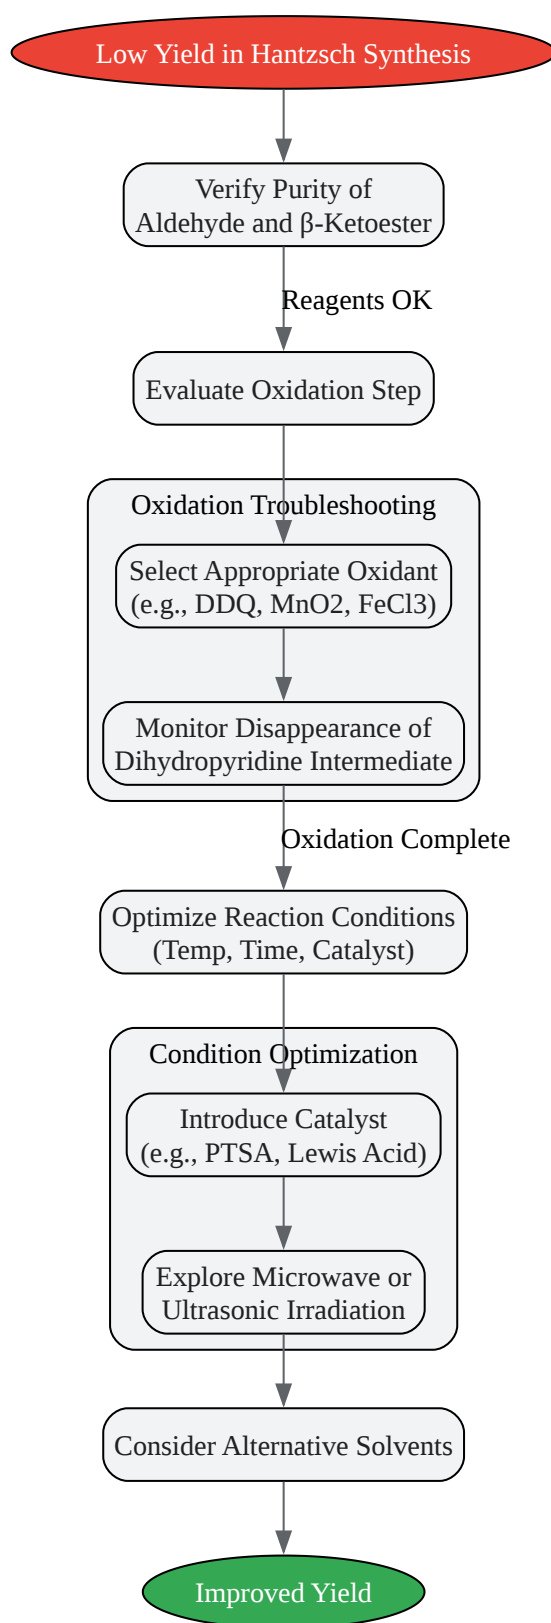 Low Yield in Hantzsch Synthesis
Verify Purity of
Aldehyde and β-Ketoester
Reagents OK
Evaluate Oxidation Step
Oxidation Troubleshooting
Select Appropriate Oxidant
(e.g., DDQ, MnO2, FeCl3)
Monitor Disappearance of
Dihydropyridine Intermediate
Oxidation Complete
Optimize Reaction Conditions
(Temp, Time, Catalyst)
Condition Optimization
Introduce Catalyst
(e.g., PTSA, Lewis Acid)
Explore Microwave or
Ultrasonic Irradiation
Consider Alternative Solvents
Improved Yield